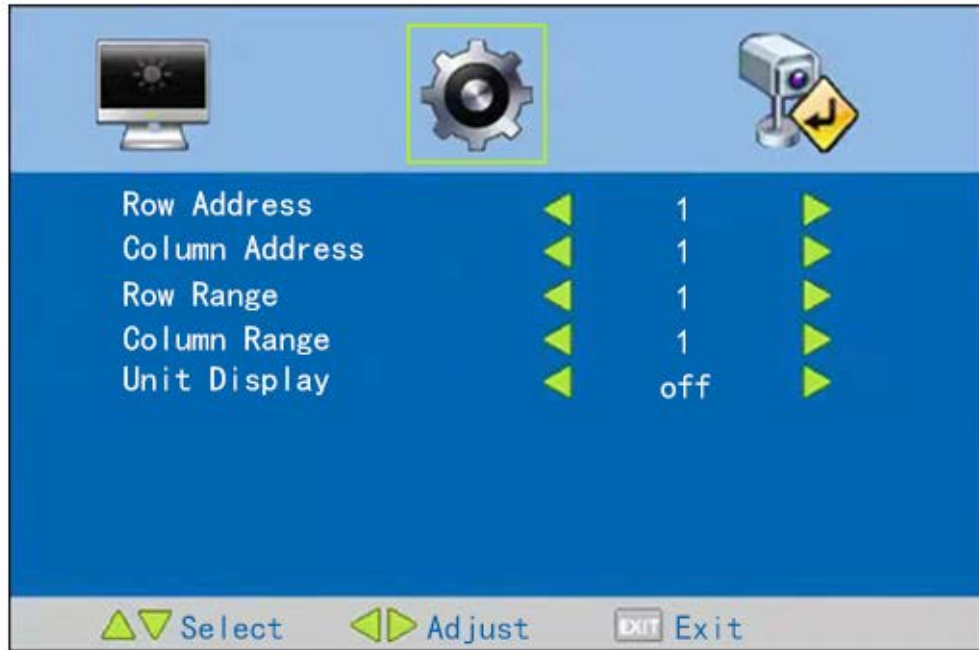 Row Address 1
Column Address 1
Row Range 1
Column Range 1
Unit Display off
Select Adjust EXIT Exit